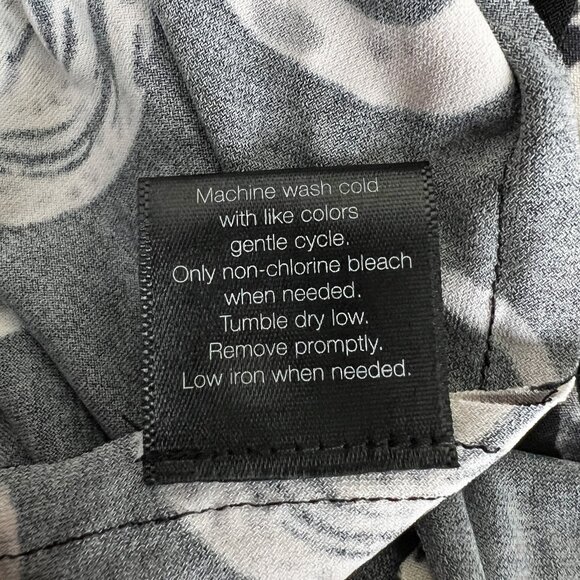 Machine wash cold
with like colors
gentle cycle.
Only non-chlorine bleach
when needed.
Tumble dry low.
Remove promptly.
Low iron when needed.